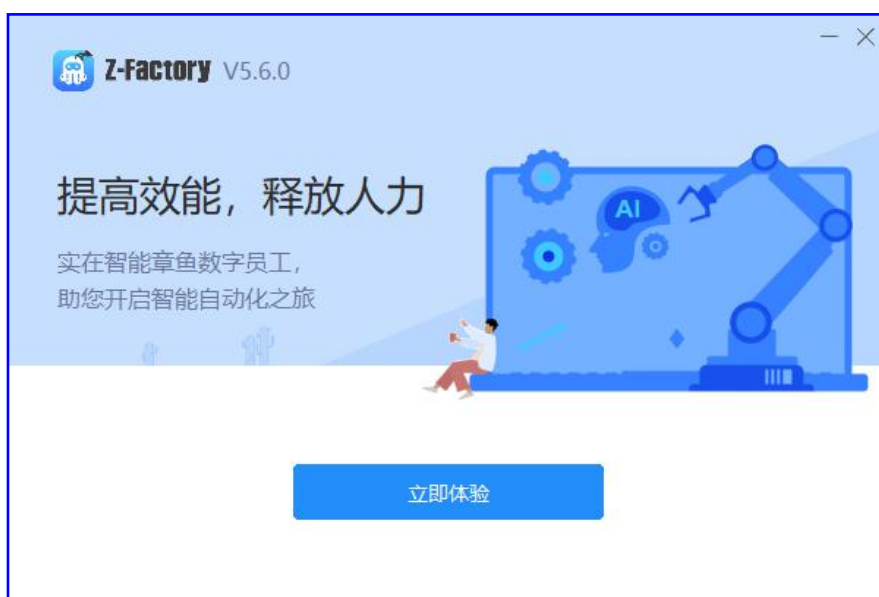 Z-Factory V5.6.0
提高效能，释放人力
实在智能章鱼数字员工，
助您开启智能自动化之旅
AI
立即体验